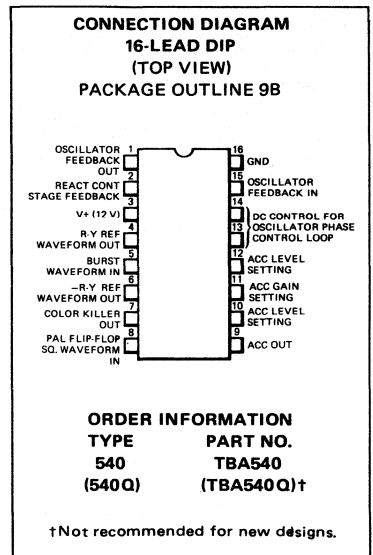 CONNECTION DIAGRAM
16-LEAD DIP
(TOP VIEW)
PACKAGE OUTLINE 9B
OSCILLATOR FEEDBACK OUT 1
REACT CONT STAGE FEEDBACK 2
V+ (12 V) 3
R-Y REF WAVEFORM OUT 4
BURST WAVEFORM IN 5
−R-Y REF WAVEFORM OUT 6
COLOR KILLER OUT 7
PAL FLIP-FLOP SQ. WAVEFORM IN 8
16 GND
15 OSCILLATOR FEEDBACK IN
14
13 DC CONTROL FOR OSCILLATOR PHASE CONTROL LOOP
12 ACC LEVEL SETTING
11 ACC GAIN SETTING
10 ACC LEVEL SETTING
9 ACC OUT
ORDER INFORMATION
TYPE PART NO.
540 TBA540
(540Q) (TBA540Q)†
†Not recommended for new designs.